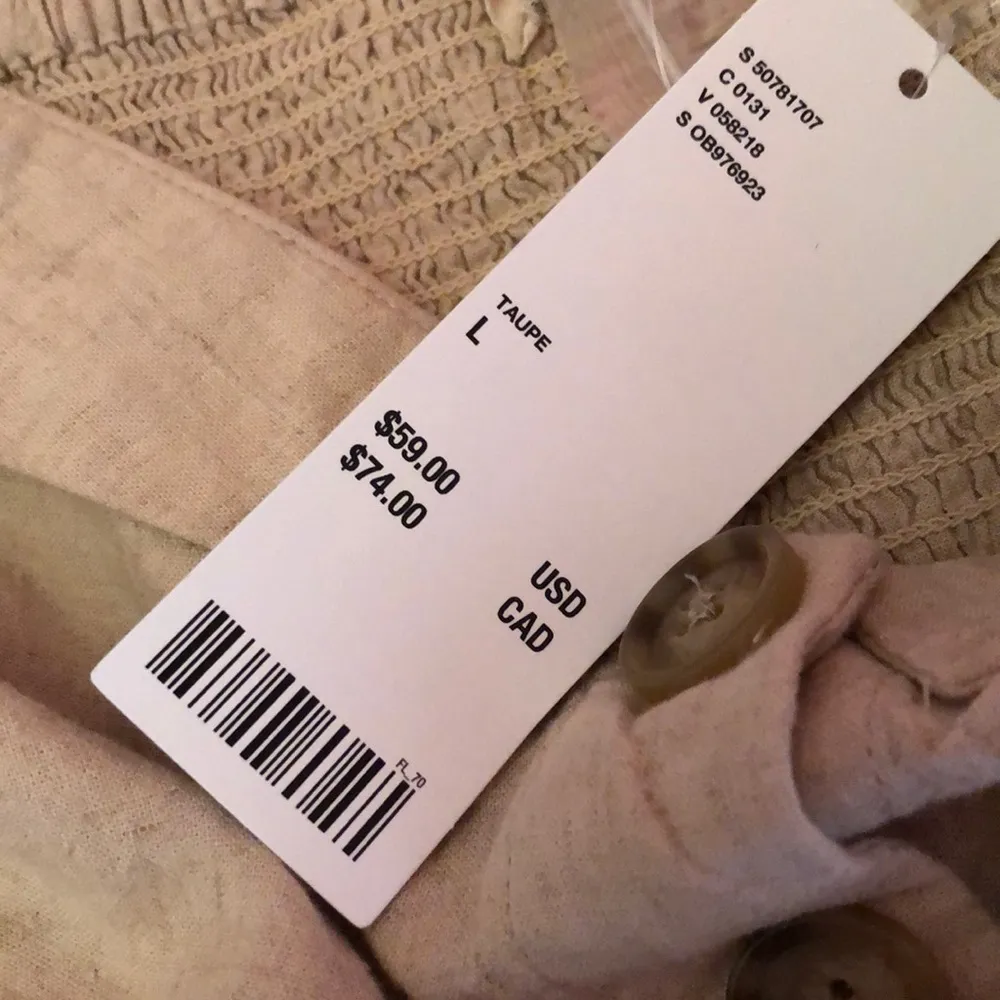 S 50781707
C 0131
V 058218
S OB976923
TAUPE
L
$59.00 USD
$74.00 CAD
FL_70